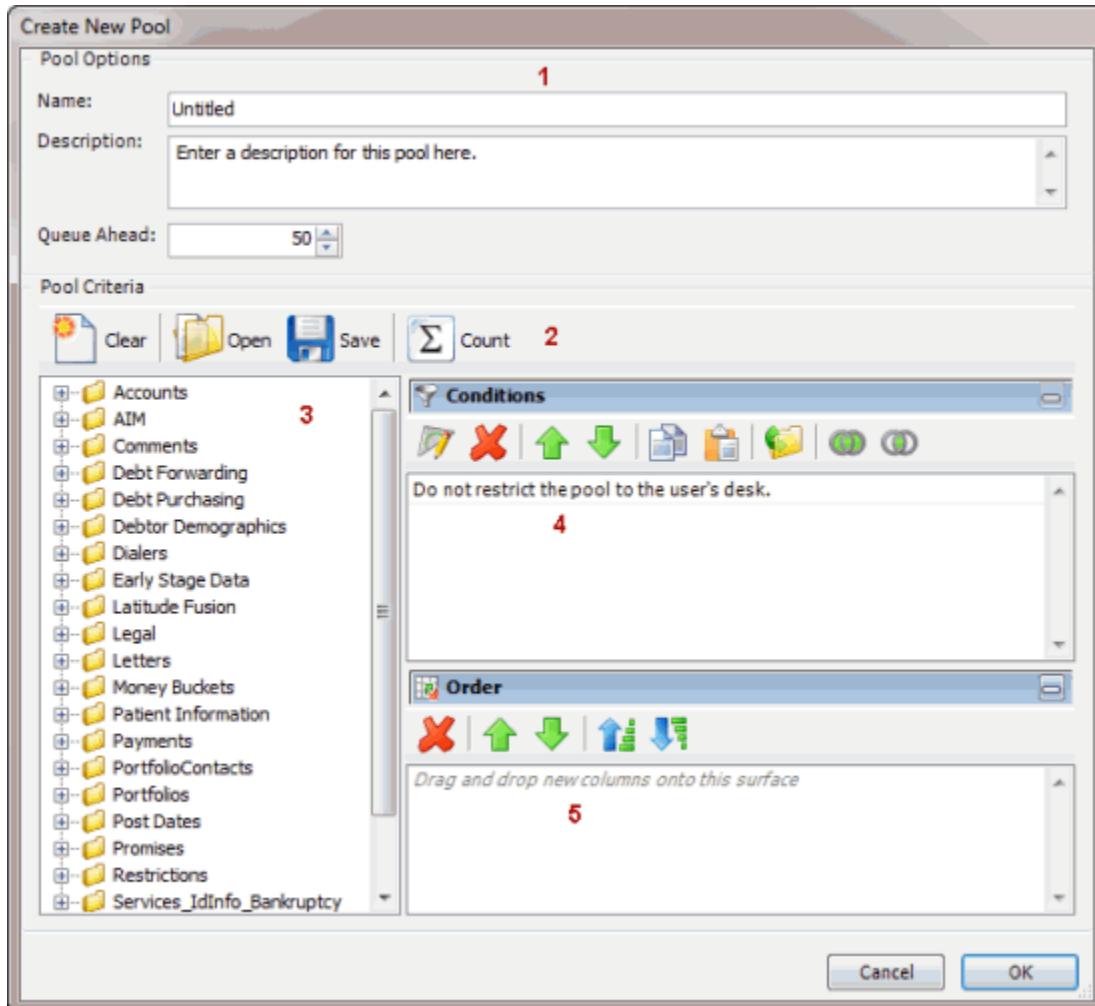 Create New Pool
Pool Options
1
Name:
Untitled
Description:
Enter a description for this pool here.
Queue Ahead:
50
Pool Criteria
Clear
Open
Save
Σ
Count
2
Accounts
AIM
Comments
Debt Forwarding
Debt Purchasing
Debtor Demographics
Dialers
Early Stage Data
Latitude Fusion
Legal
Letters
Money Buckets
Patient Information
Payments
PortfolioContacts
Portfolios
Post Dates
Promises
Restrictions
Services_IdInfo_Bankruptcy
3
Conditions
Do not restrict the pool to the user's desk.
4
Order
Drag and drop new columns onto this surface
5
Cancel
OK